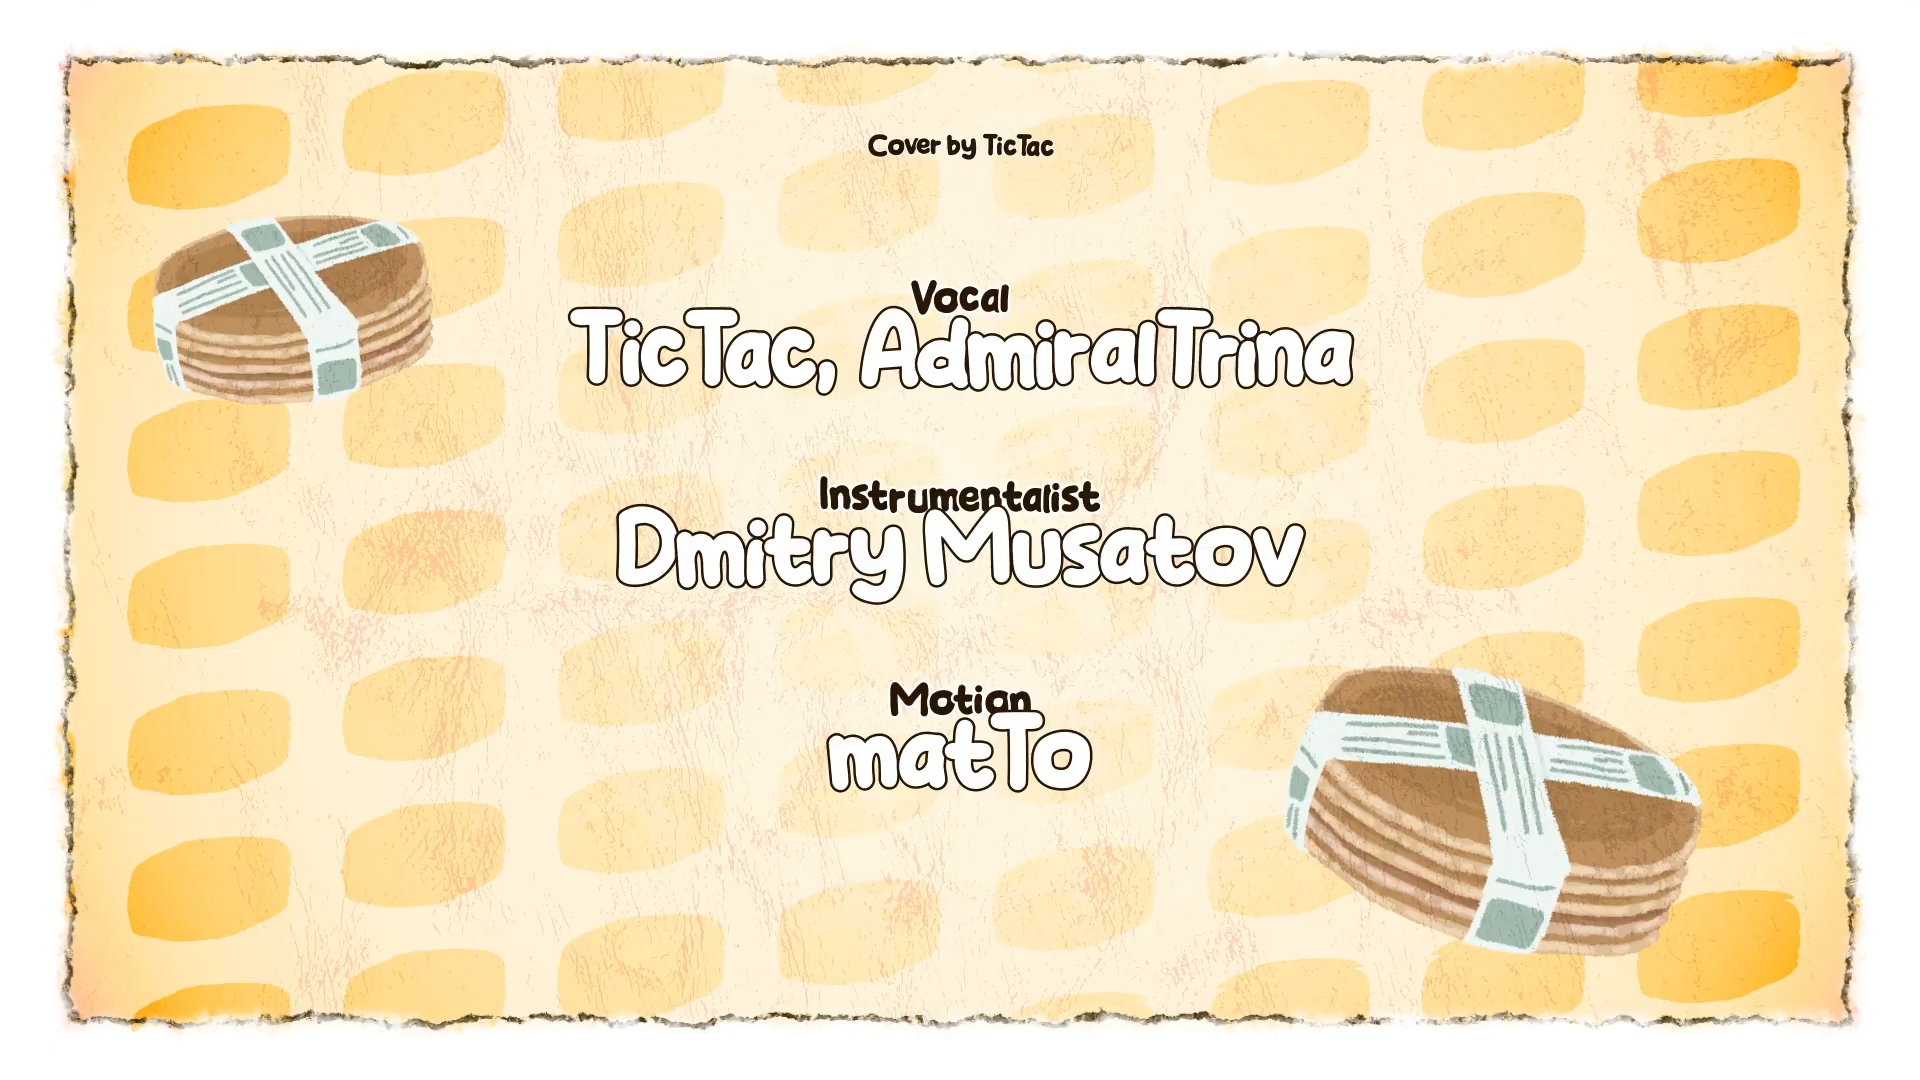 Cover by TicTac
Vocal
TicTac, AdmiralTrina
Instrumentalist
Dmitry Musatov
Motion
matTo